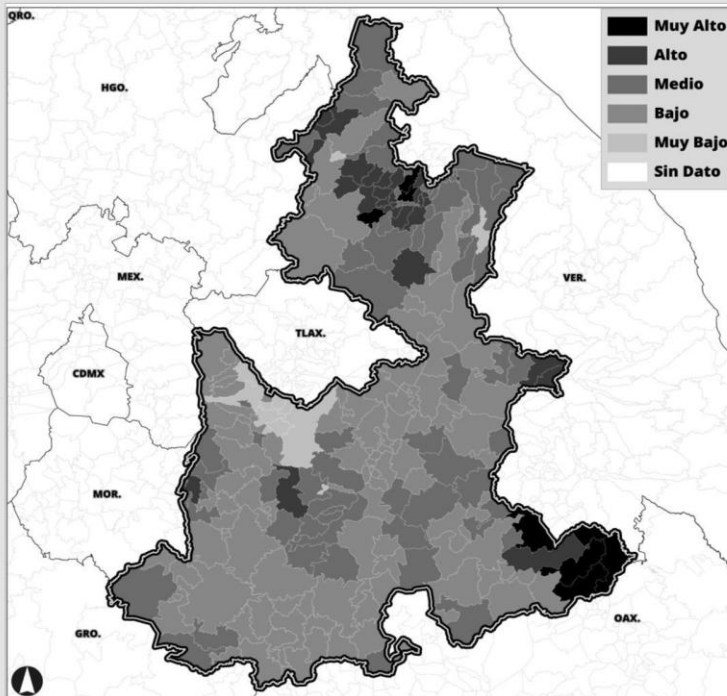 QRO.
HGO.
MEX.
TLAX.
VER.
CDMX
MOR.
GRO.
OAX.
Muy Alto
Alto
Medio
Bajo
Muy Bajo
Sin Dato